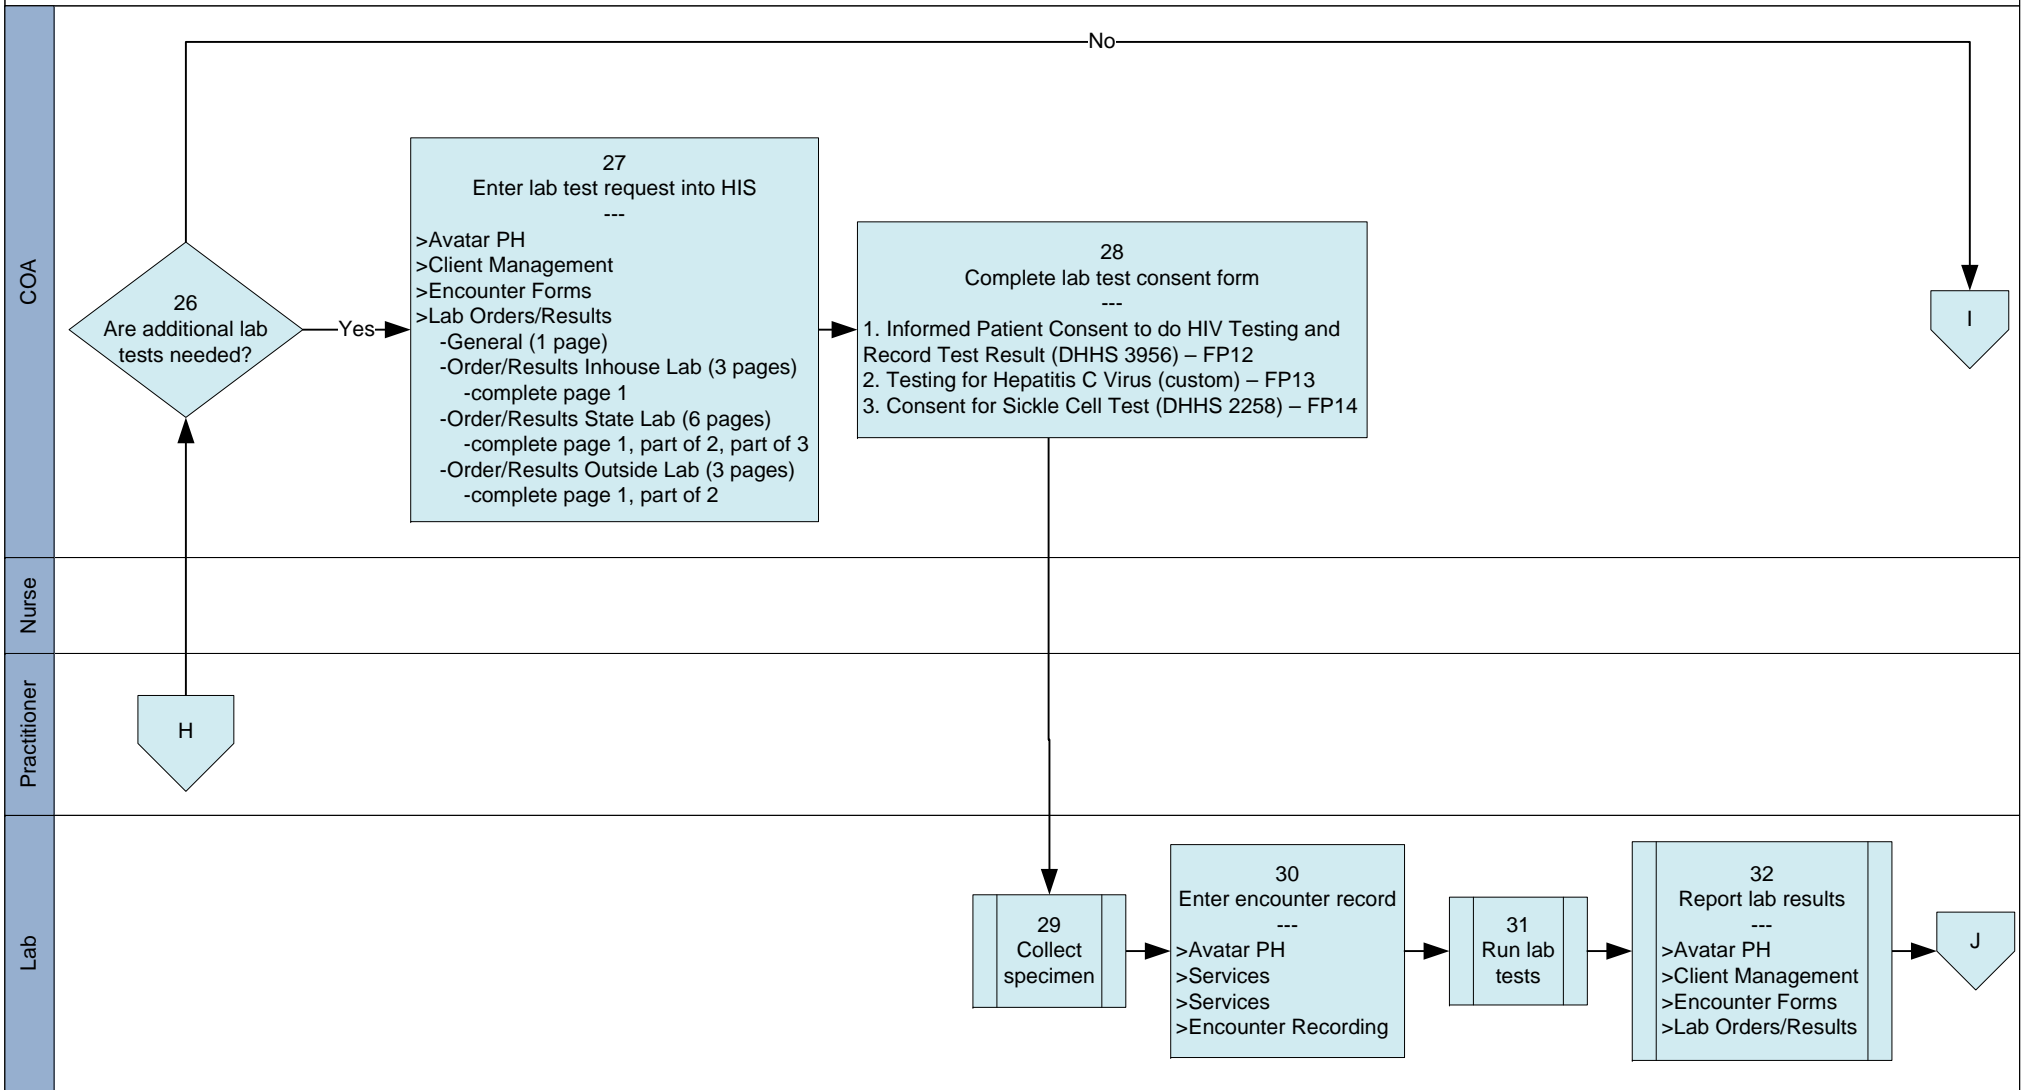 COA
No
26
Are additional lab
tests needed?
Yes
27
Enter lab test request into HIS
---
>Avatar PH
>Client Management
>Encounter Forms
>Lab Orders/Results
-General (1 page)
-Order/Results Inhouse Lab (3 pages)
-complete page 1
-Order/Results State Lab (6 pages)
-complete page 1, part of 2, part of 3
-Order/Results Outside Lab (3 pages)
-complete page 1, part of 2
28
Complete lab test consent form
---
1. Informed Patient Consent to do HIV Testing and
Record Test Result (DHHS 3956) – FP12
2. Testing for Hepatitis C Virus (custom) – FP13
3. Consent for Sickle Cell Test (DHHS 2258) – FP14
I
Nurse
Practitioner
H
Lab
29
Collect
specimen
30
Enter encounter record
---
>Avatar PH
>Services
>Services
>Encounter Recording
31
Run lab
tests
32
Report lab results
---
>Avatar PH
>Client Management
>Encounter Forms
>Lab Orders/Results
J